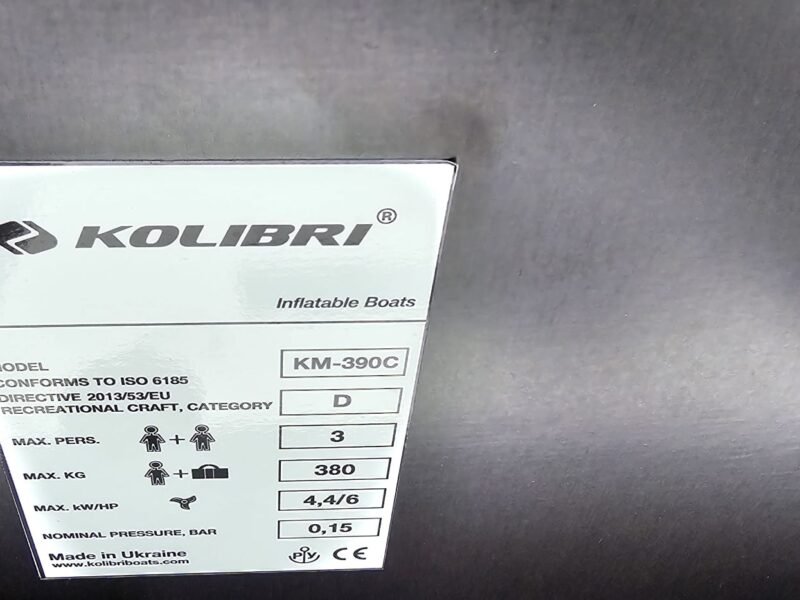 KOLIBRI®
Inflatable Boats
MODEL KM-390C
CONFORMS TO ISO 6185
DIRECTIVE 2013/53/EU
RECREATIONAL CRAFT, CATEGORY D
MAX. PERS. + 3
MAX. KG + 380
MAX. kW/HP 4,4/6
NOMINAL PRESSURE, BAR 0,15
Made in Ukraine
www.kolibriboats.com
РІУ CE